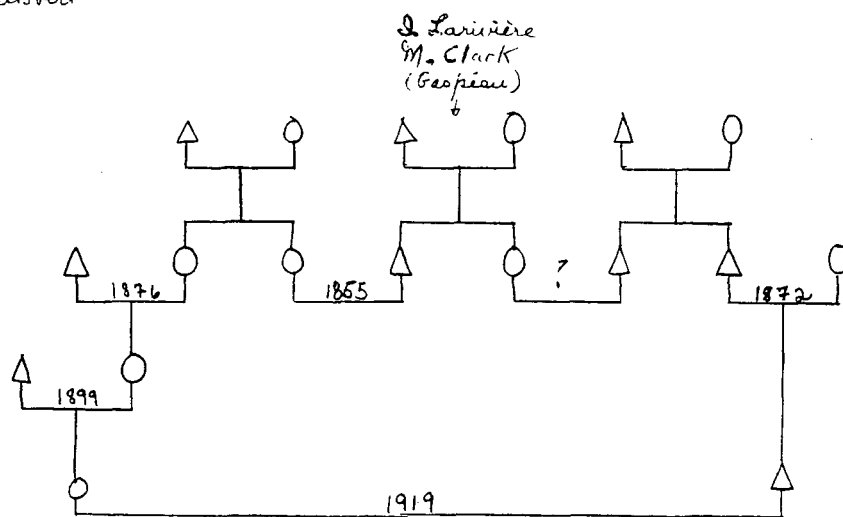 I. Larivière
M. Clark
(Gaspésie)
1876
1855
?
1872
1899
1919